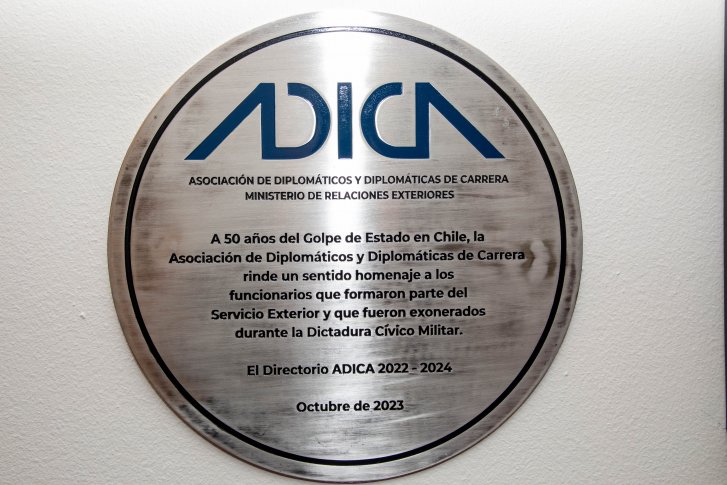 ADICA
ASOCIACIÓN DE DIPLOMÁTICOS Y DIPLOMÁTICAS DE CARRERA
MINISTERIO DE RELACIONES EXTERIORES
A 50 años del Golpe de Estado en Chile, la
Asociación de Diplomáticos y Diplomáticas de Carrera
rinde un sentido homenaje a los
funcionarios que formaron parte del
Servicio Exterior y que fueron exonerados
durante la Dictadura Cívico Militar.
El Directorio ADICA 2022 - 2024
Octubre de 2023